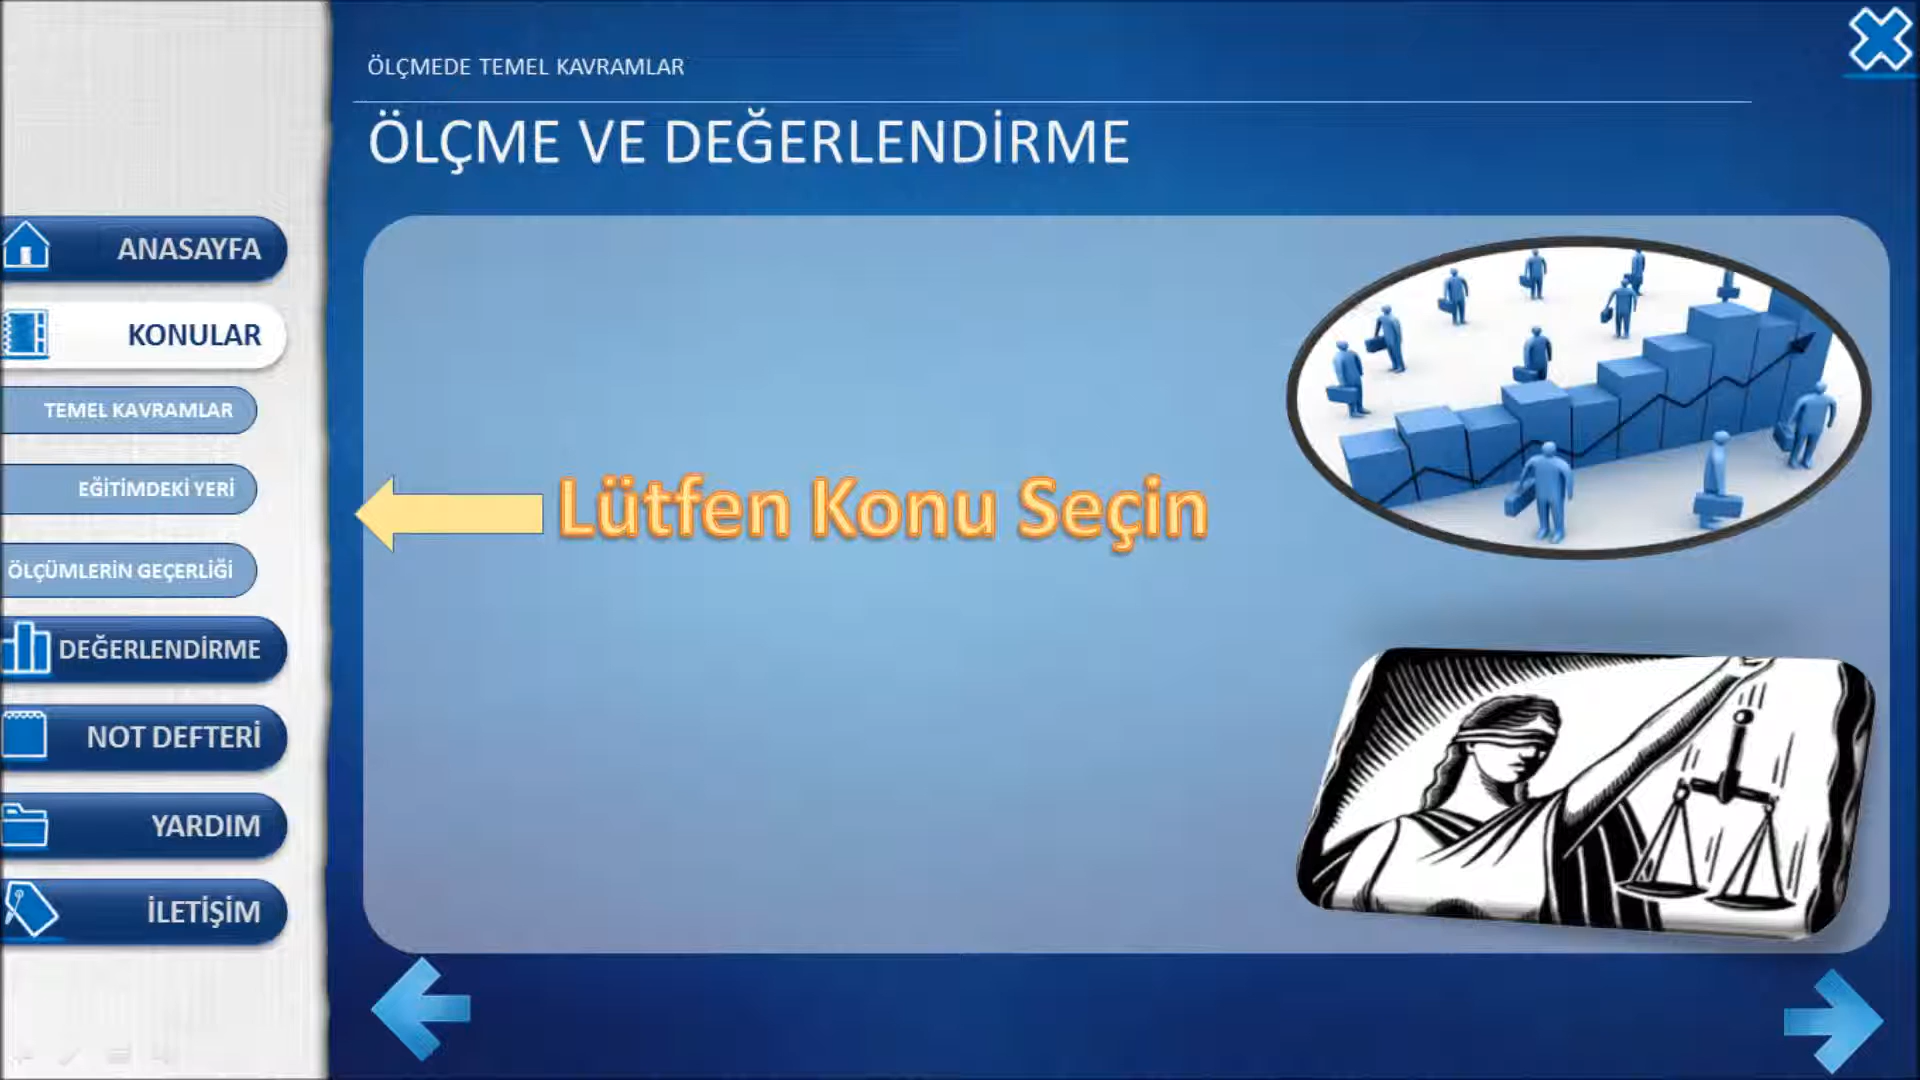 ÖLÇMEDE TEMEL KAVRAMLAR
ÖLÇME VE DEĞERLENDİRME
ANASAYFA
KONULAR
TEMEL KAVRAMLAR
EĞİTİMDEKİ YERİ
ÖLÇÜMLERİN GEÇERLİĞİ
DEĞERLENDİRME
NOT DEFTERİ
YARDIM
İLETİŞİM
Lütfen Konu Seçin